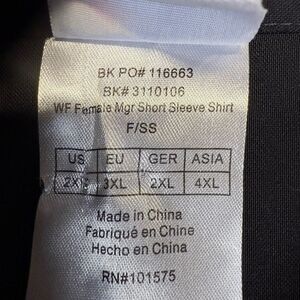 BK PO# 116663
BK# 3110106
WF Female Mgr Short Sleeve Shirt
F/SS
US EU GER ASIA
2X 3XL 2XL 4XL
Made in China
Fabriqué en Chine
Hecho en China
RN#101575